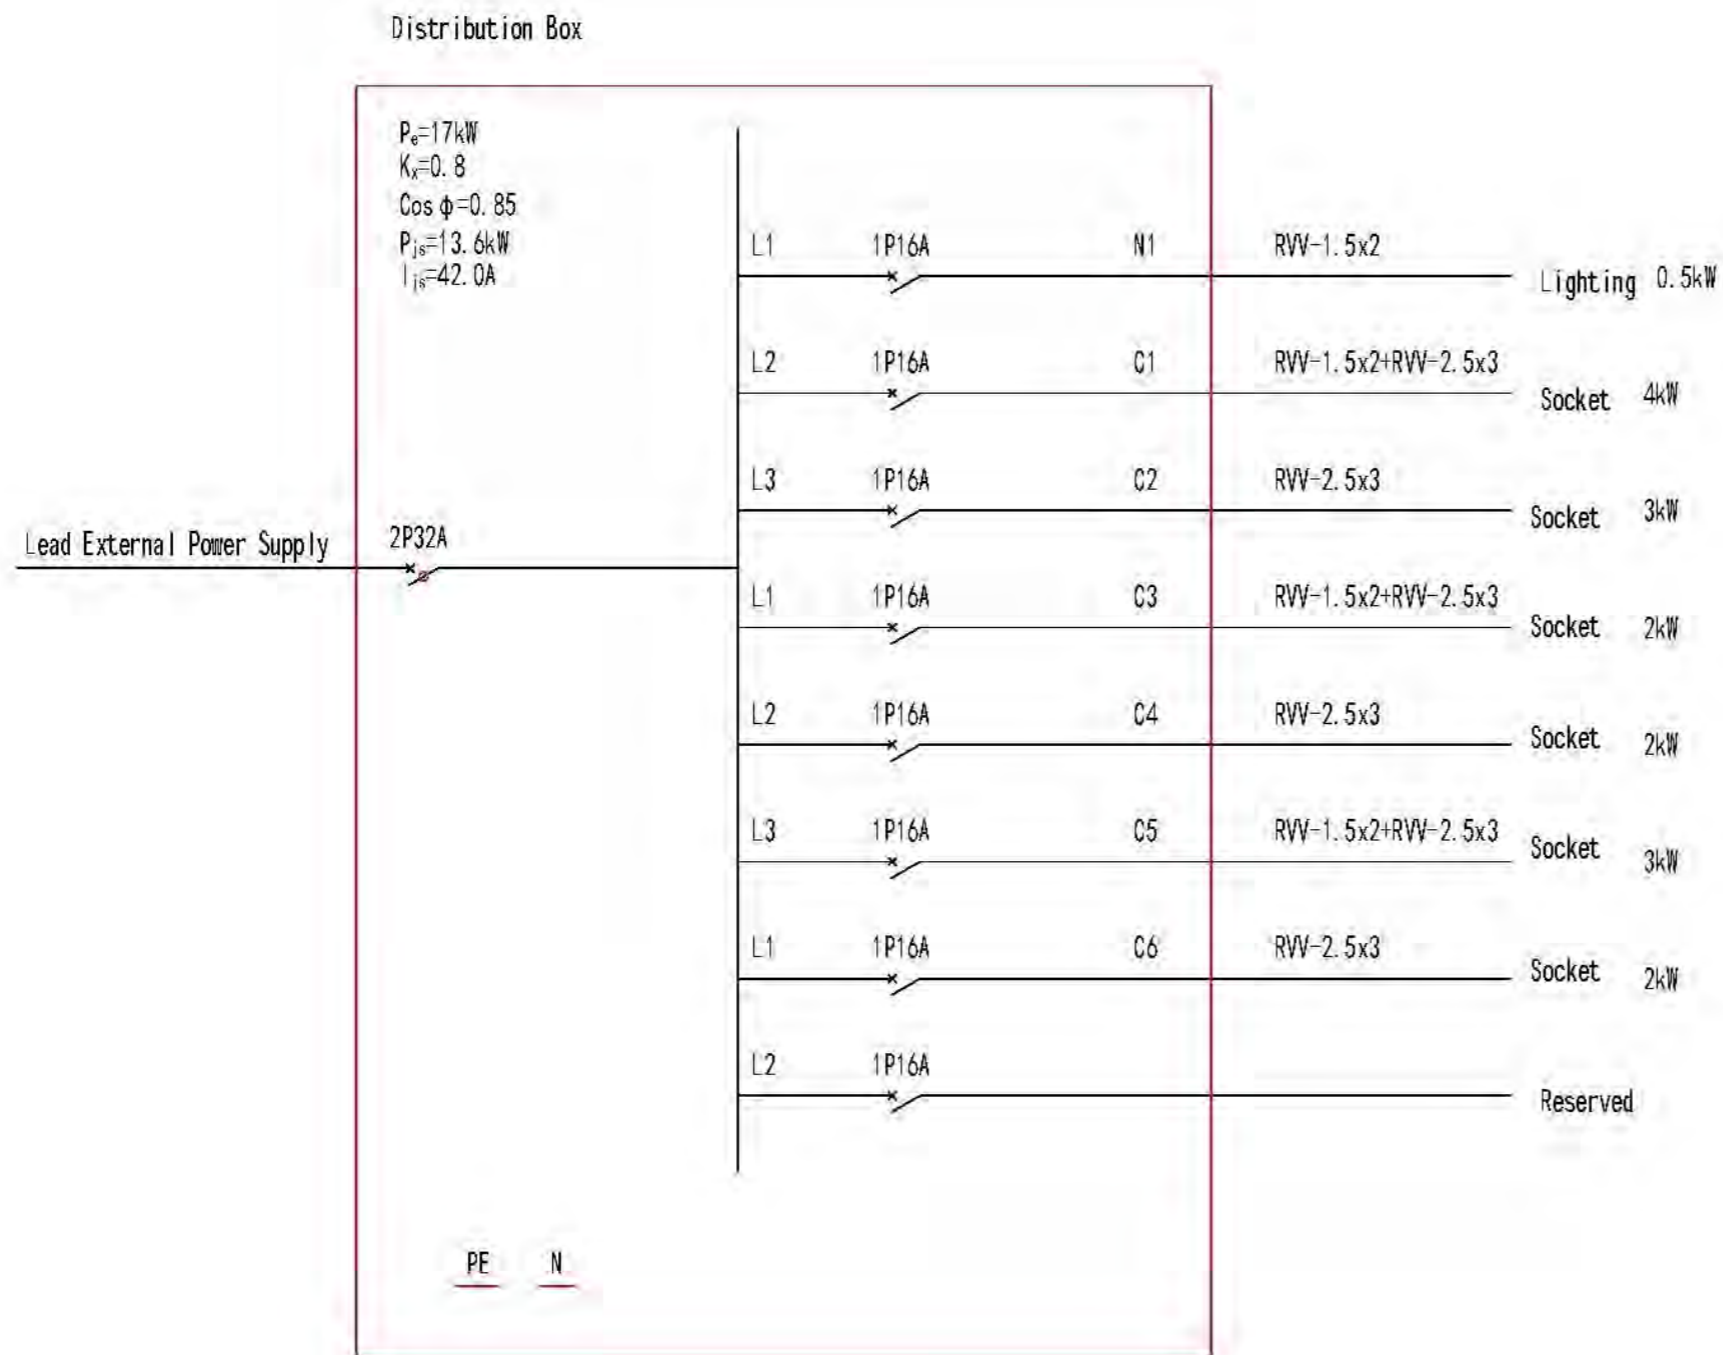 Distribution Box
Pe=17kW
Kx=0.8
Cos ϕ=0.85
Pjs=13.6kW
Ijs=42.0A
L1 1P16A N1 RVV-1.5x2 Lighting 0.5kW
L2 1P16A C1 RVV-1.5x2+RVV-2.5x3 Socket 4kW
L3 1P16A C2 RVV-2.5x3 Socket 3kW
Lead External Power Supply 2P32A
L1 1P16A C3 RVV-1.5x2+RVV-2.5x3 Socket 2kW
L2 1P16A C4 RVV-2.5x3 Socket 2kW
L3 1P16A C5 RVV-1.5x2+RVV-2.5x3 Socket 3kW
L1 1P16A C6 RVV-2.5x3 Socket 2kW
L2 1P16A Reserved
PE N